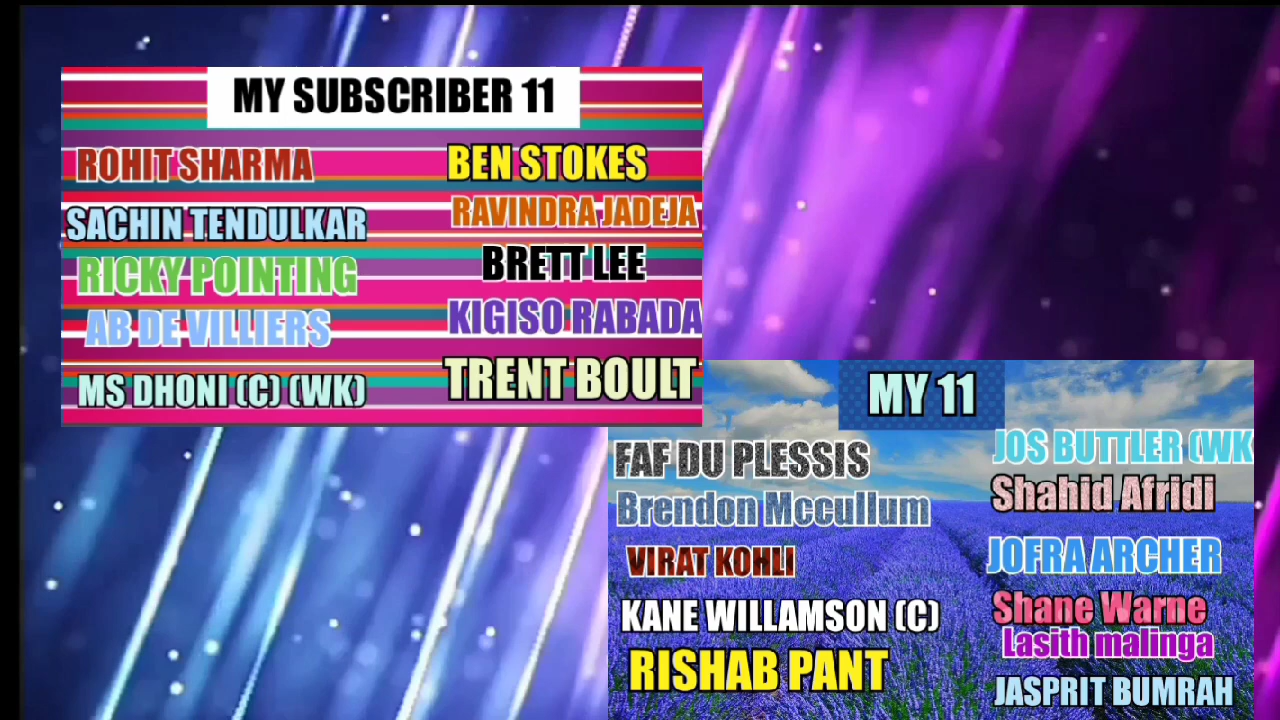 MY SUBSCRIBER 11
ROHIT SHARMA
SACHIN TENDULKAR
RICKY POINTING
AB DE VILLIERS
MS DHONI (C) (WK)
BEN STOKES
RAVINDRA JADEJA
BRETT LEE
KIGISO RABADA
TRENT BOULT
MY 11
FAF DU PLESSIS
Brendon Mccullum
VIRAT KOHLI
KANE WILLAMSON (C)
RISHAB PANT
JOS BUTTLER (WK
Shahid Afridi
JOFRA ARCHER
Shane Warne
Lasith malinga
JASPRIT BUMRAH